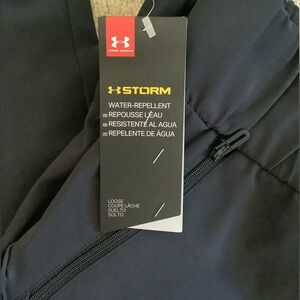 UNDER ARMOUR
STORM
WATER-REPELLENT
REPOUSSE L'EAU
RESISTENTE AL AGUA
REPELENTE DE ÁGUA
LOOSE
COUPE LÂCHE
SUELTO
SOLTO